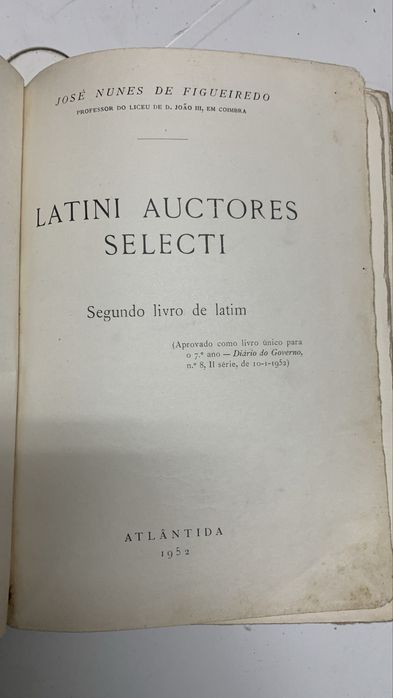 JOSÉ NUNES DE FIGUEIREDO
PROFESSOR DO LICEU DE D. JOÃO III, EM COIMBRA
LATINI AUCTORES
SELECTI
Segundo livro de latim
(Aprovado como livro único para
o 7.º ano — Diário do Governo,
n.º 8, II série, de 10-1-1952)
ATLÂNTIDA
1952